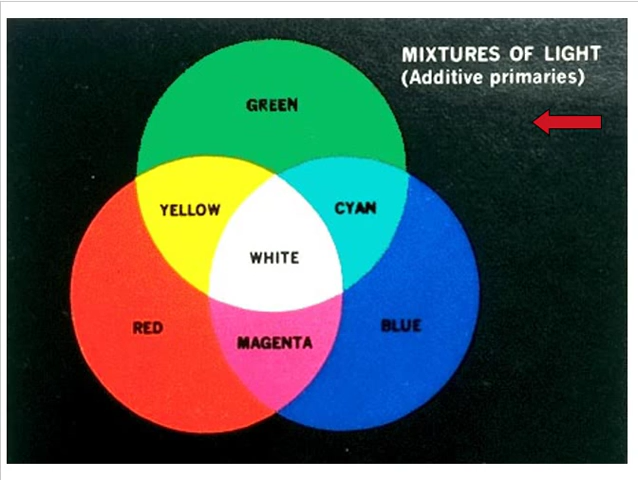 MIXTURES OF LIGHT
(Additive primaries)
GREEN
YELLOW
CYAN
WHITE
RED
BLUE
MAGENTA